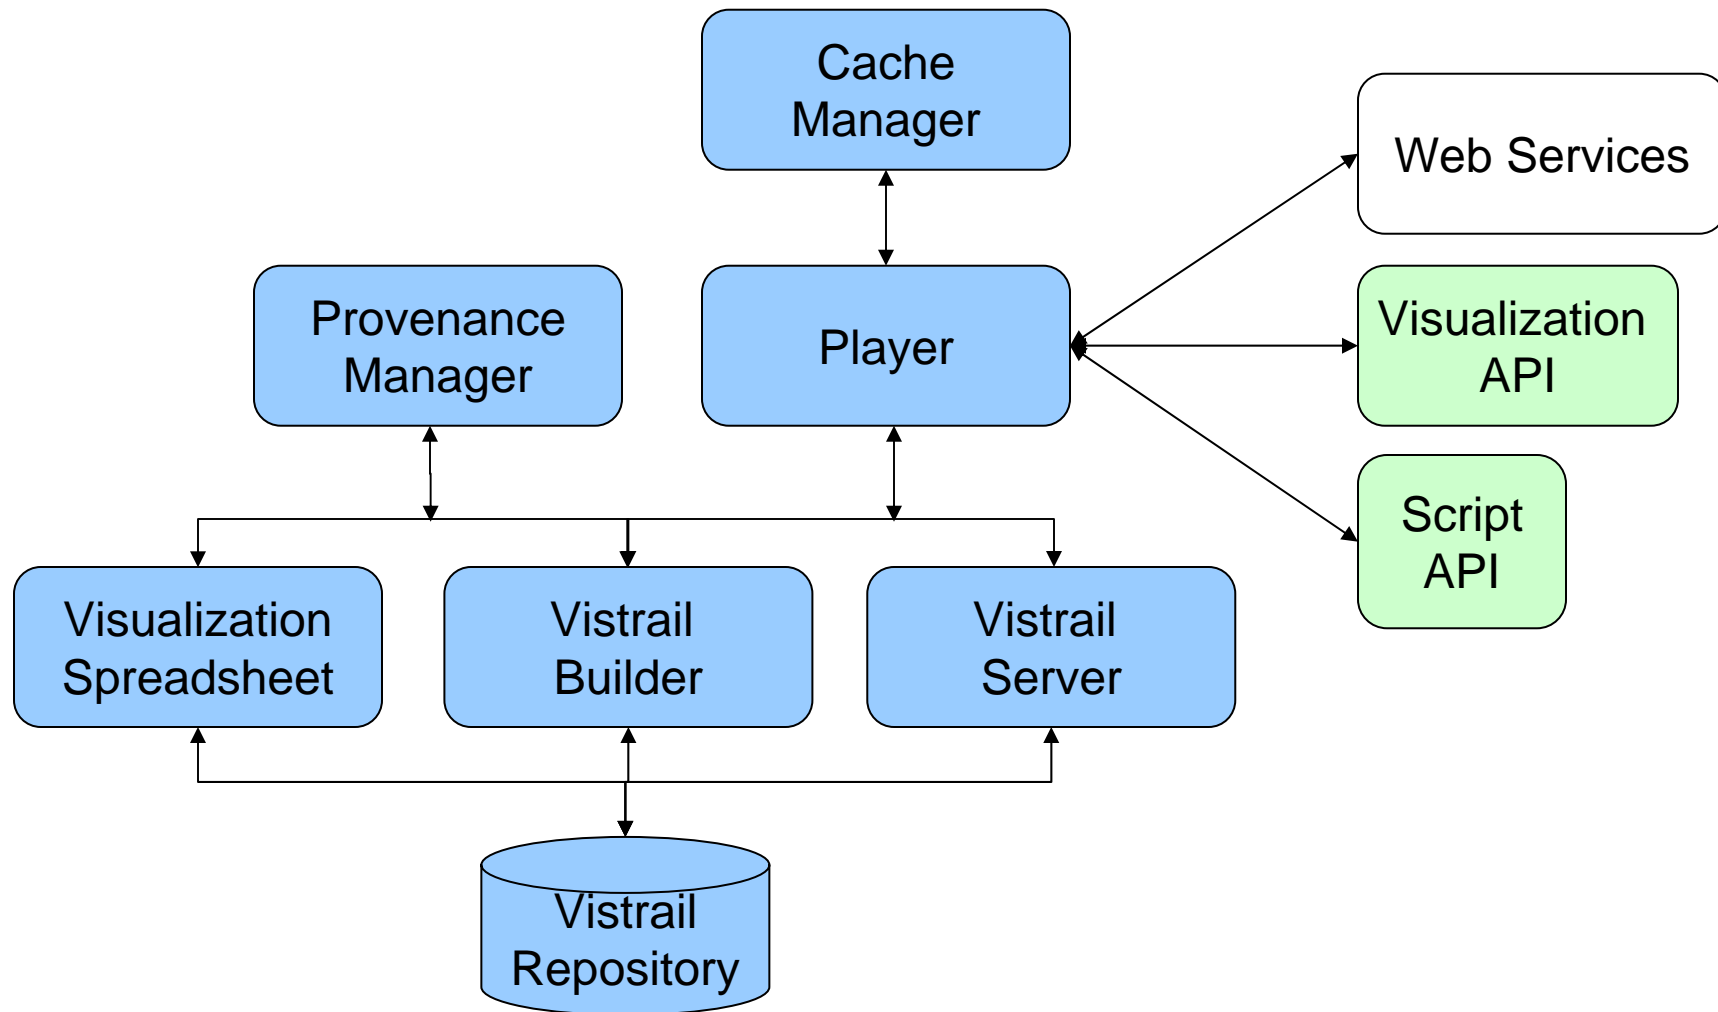 Cache
Manager
Web Services
Provenance
Manager
Player
Visualization
API
Script
API
Visualization
Spreadsheet
Vistrail
Builder
Vistrail
Server
Vistrail
Repository